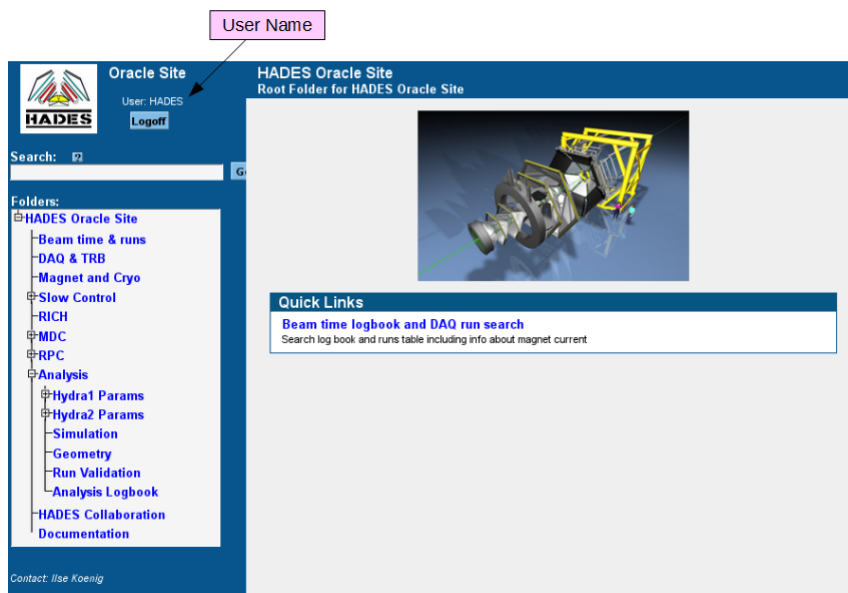 User Name
HADES
Oracle Site
User: HADES
Logoff
Search:
?
Folders:
HADES Oracle Site
Beam time & runs
DAQ & TRB
Magnet and Cryo
Slow Control
RICH
MDC
RPC
Analysis
Hydra1 Params
Hydra2 Params
Simulation
Geometry
Run Validation
Analysis Logbook
HADES Collaboration
Documentation
Contact: Ilse Koenig
HADES Oracle Site
Root Folder for HADES Oracle Site
Quick Links
Beam time logbook and DAQ run search
Search log book and runs table including info about magnet current